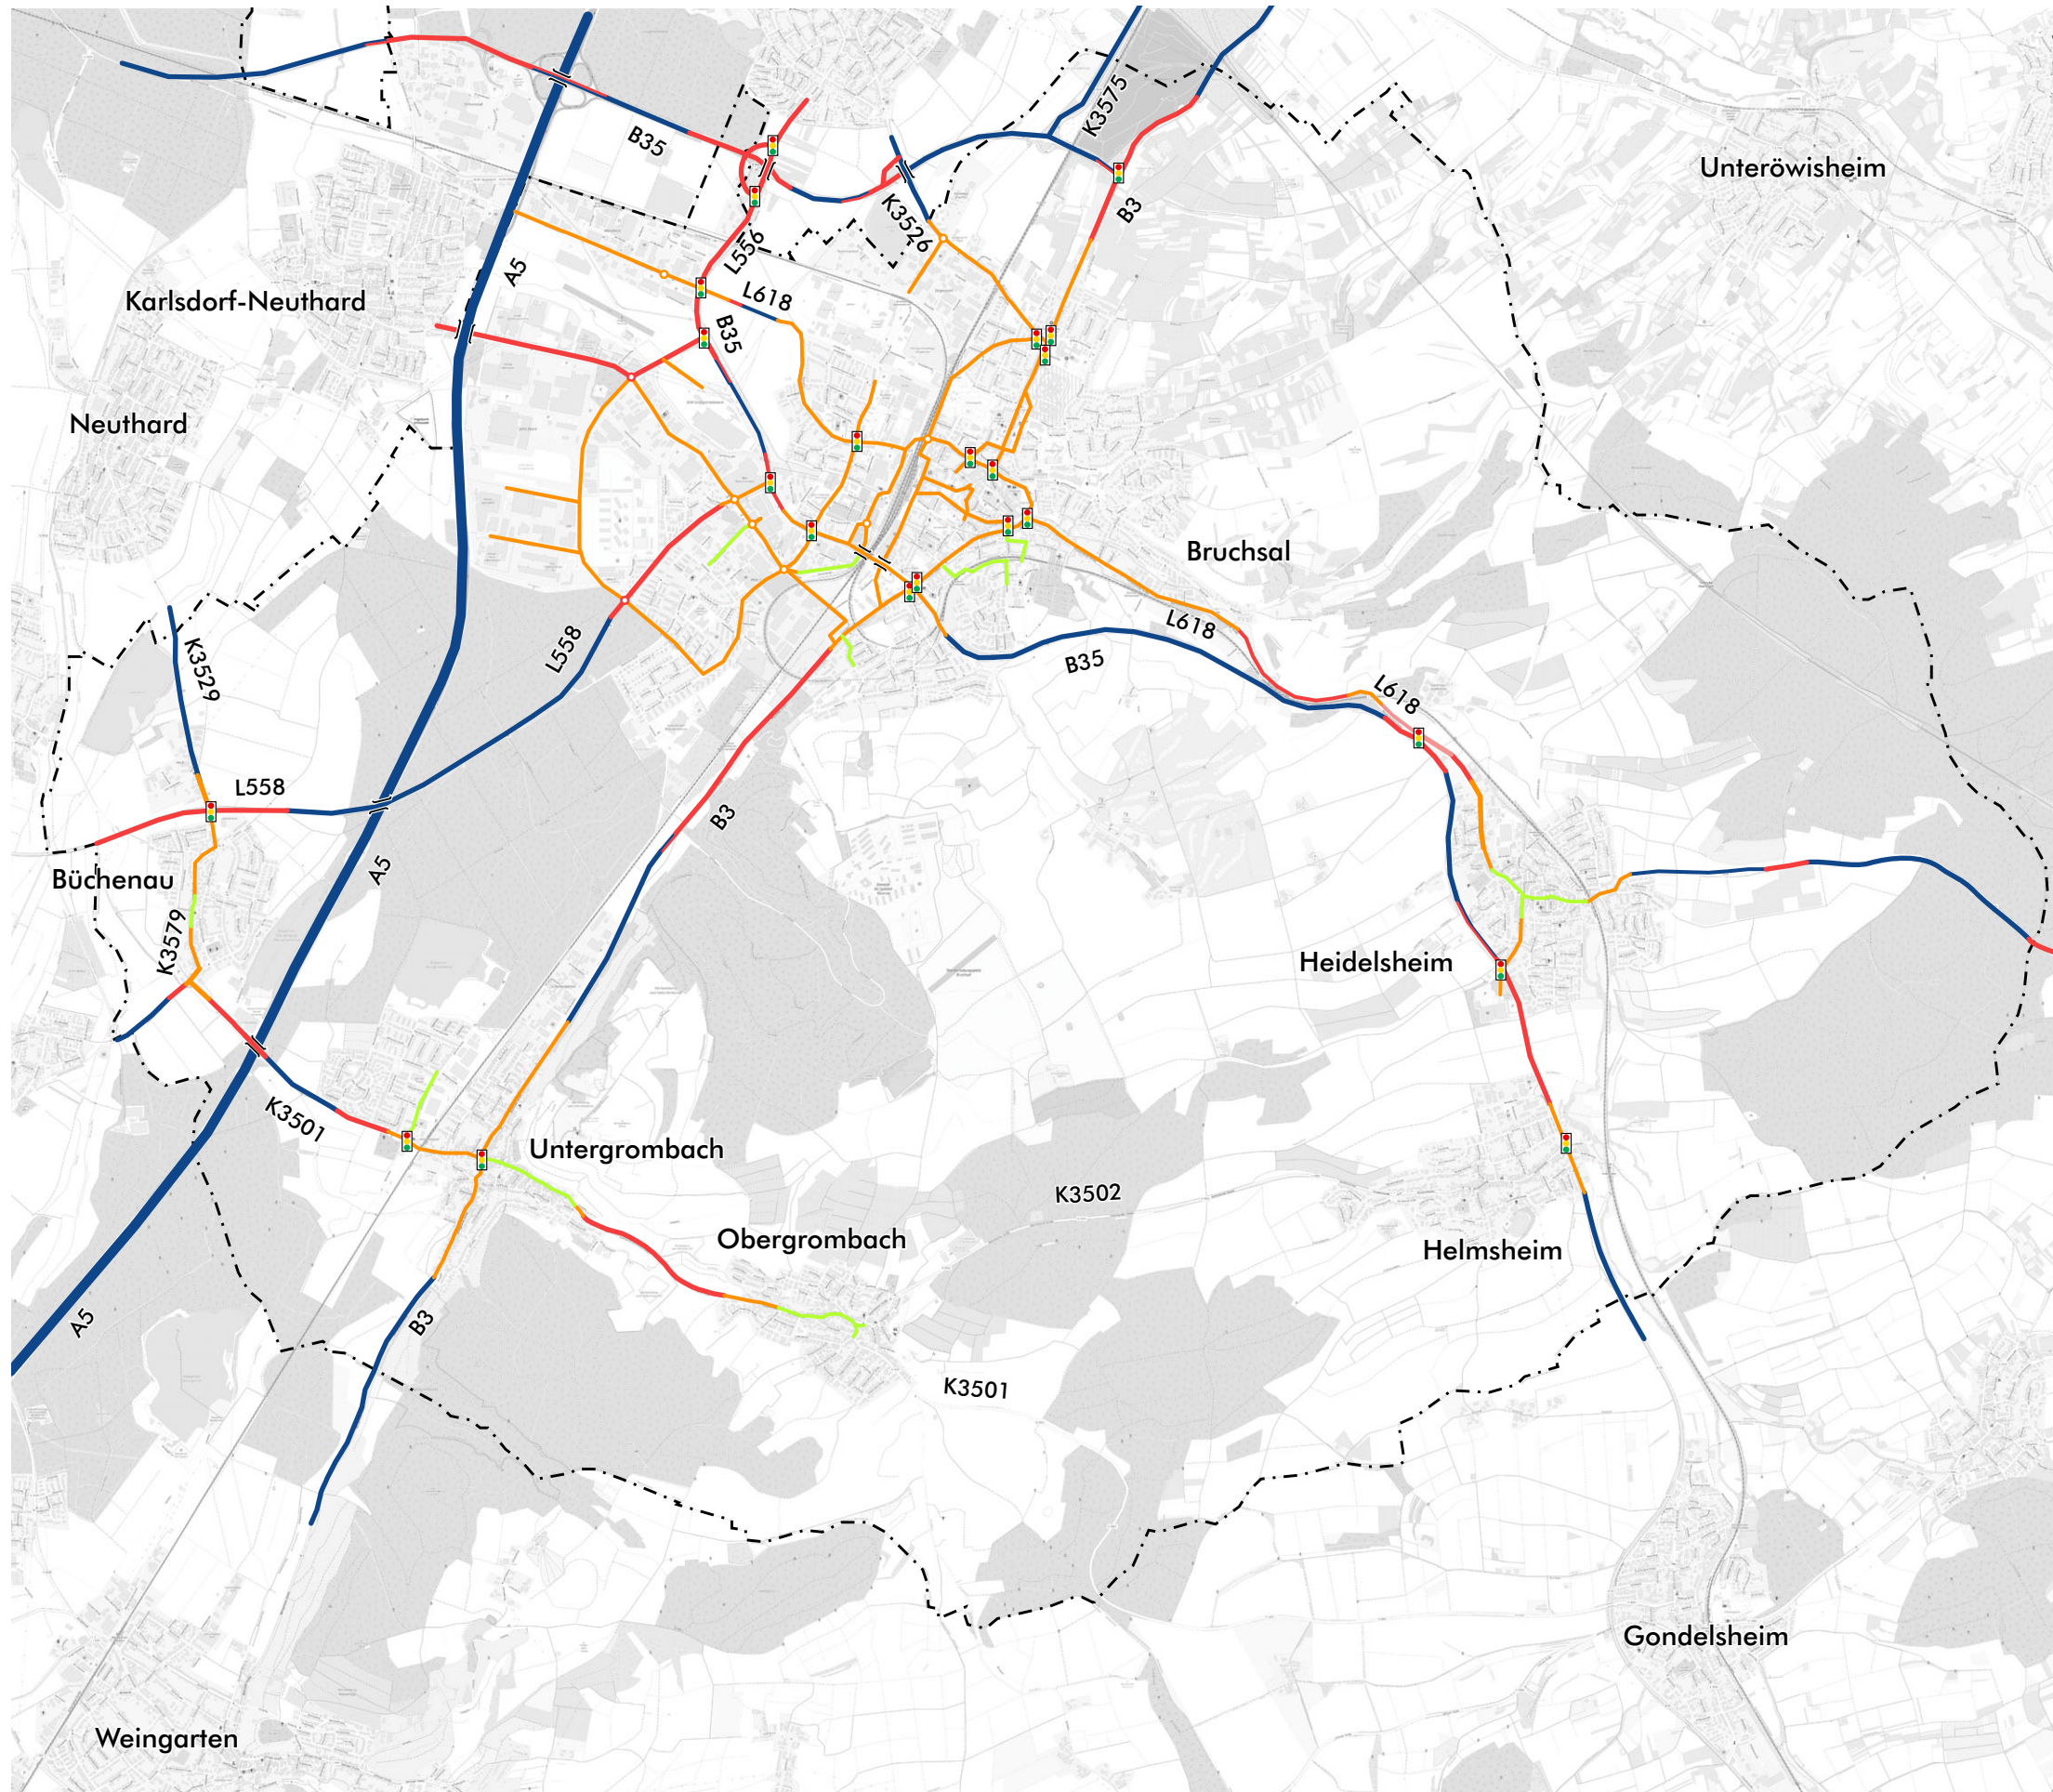 K3575
B35
Unteröwisheim
B3
K3526
L556
A5
Karlsdorf-Neuthard
L618
B35
Neuthard
Bruchsal
L618
K3529
L558
B35
L618
L558
B3
A5
Büchenau
K3579
Heidelsheim
K3501
Untergrombach
K3502
Obergrombach
Helmsheim
A5
B3
K3501
Gondelsheim
Weingarten